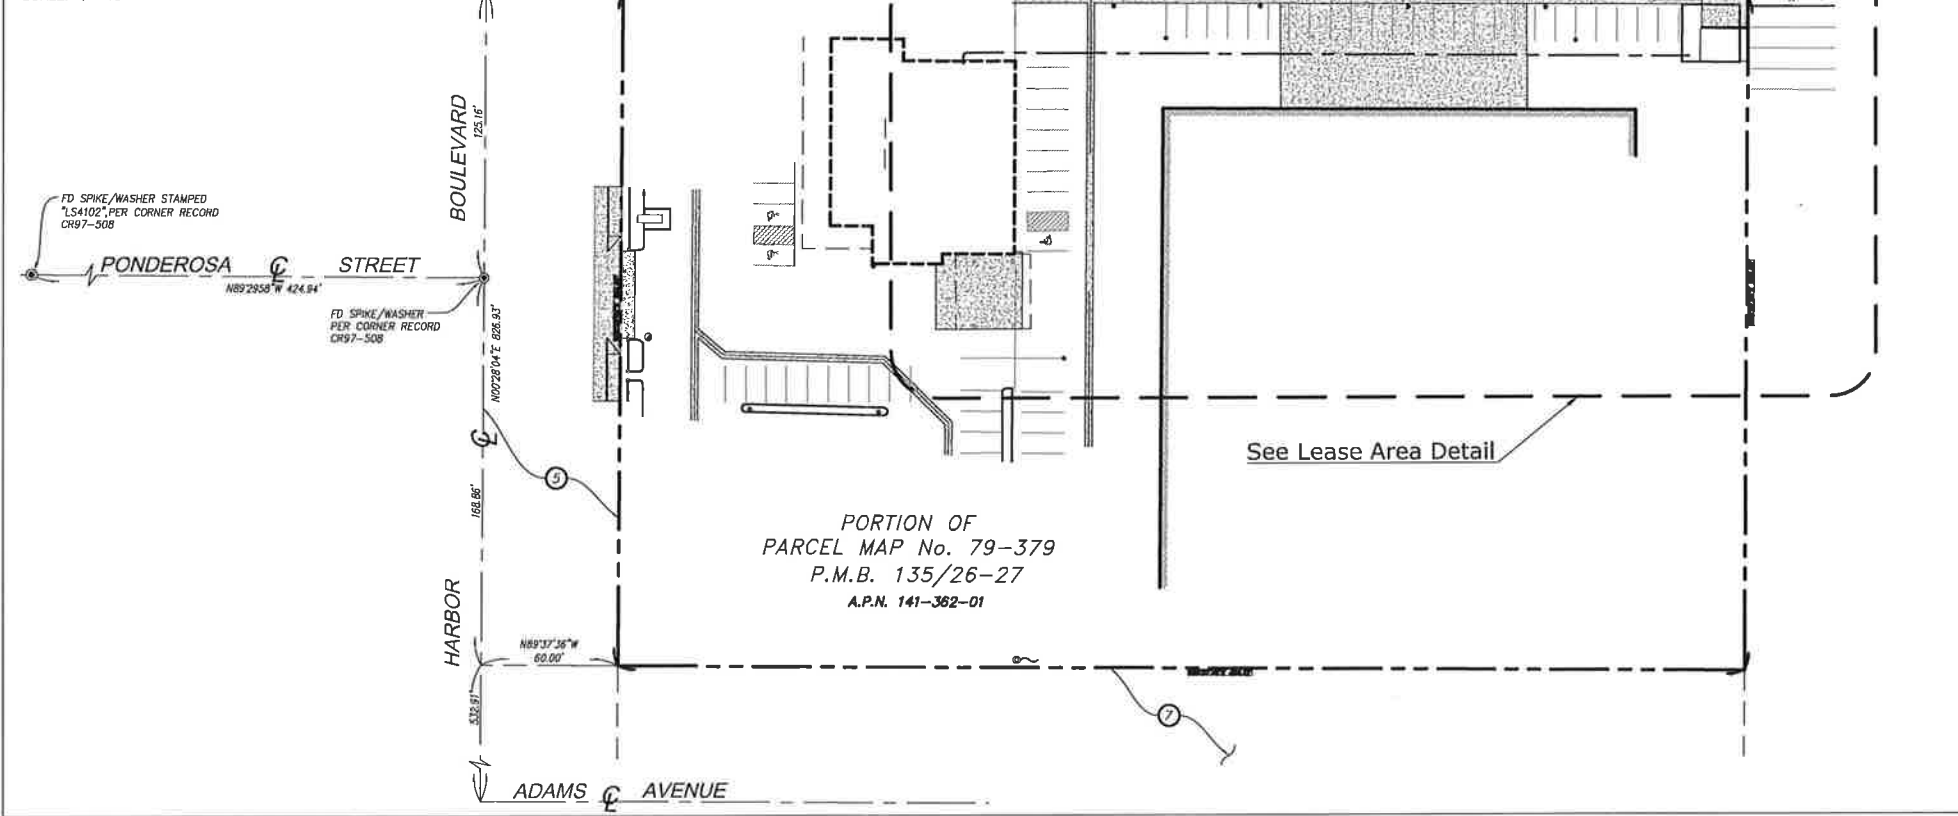 BOULEVARD
125.16'
FD SPIKE/WASHER STAMPED
"LS4102",PER CORNER RECORD
CR97-508
PONDEROSA ℄ STREET
N89°29'58"W 424.94'
FD SPIKE/WASHER
PER CORNER RECORD
CR97-508
N00°28'04"E 826.93'
℄
5
168.86'
See Lease Area Detail
PORTION OF
PARCEL MAP No. 79-379
P.M.B. 135/26-27
A.P.N. 141-362-01
HARBOR
N89°37'36"W
60.00'
532.91'
7
ADAMS ℄ AVENUE